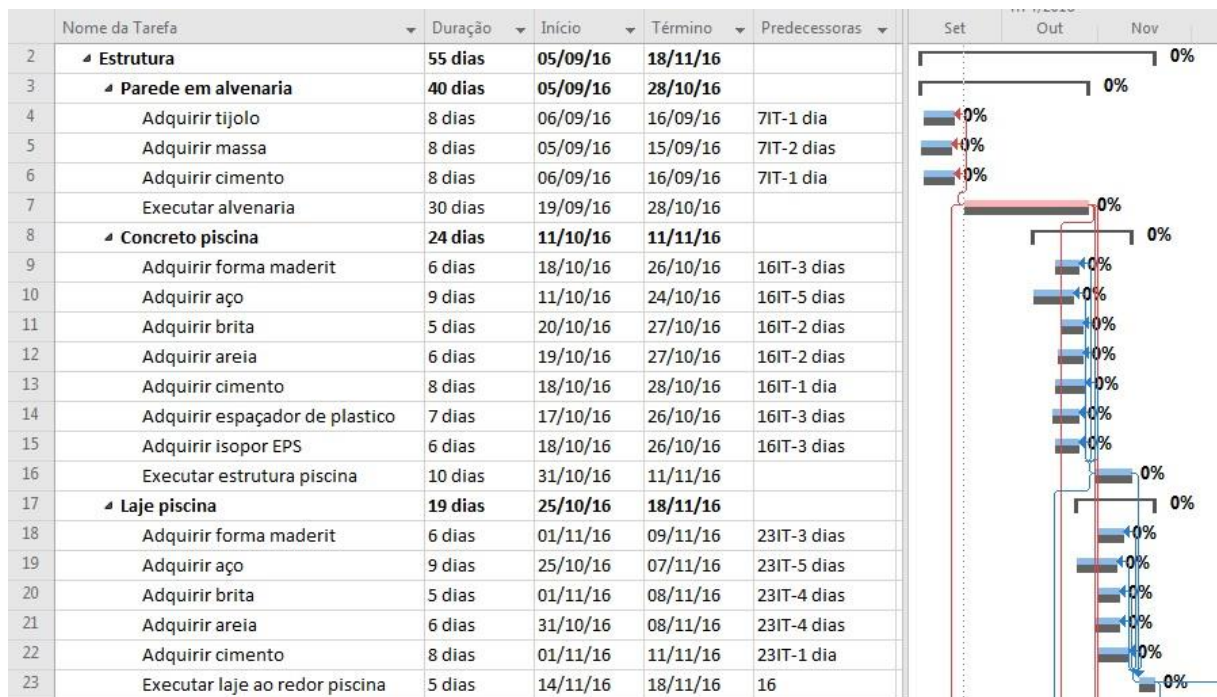 Nome da Tarefa Duração Início Término Predecessoras Set Out Nov
2 Estrutura 55 dias 05/09/16 18/11/16 0%
3 Parede em alvenaria 40 dias 05/09/16 28/10/16 0%
4 Adquirir tijolo 8 dias 06/09/16 16/09/16 7IT-1 dia 0%
5 Adquirir massa 8 dias 05/09/16 15/09/16 7IT-2 dias 0%
6 Adquirir cimento 8 dias 06/09/16 16/09/16 7IT-1 dia 0%
7 Executar alvenaria 30 dias 19/09/16 28/10/16 0%
8 Concreto piscina 24 dias 11/10/16 11/11/16 0%
9 Adquirir forma maderit 6 dias 18/10/16 26/10/16 16IT-3 dias 0%
10 Adquirir aço 9 dias 11/10/16 24/10/16 16IT-5 dias 0%
11 Adquirir brita 5 dias 20/10/16 27/10/16 16IT-2 dias 0%
12 Adquirir areia 6 dias 19/10/16 27/10/16 16IT-2 dias 0%
13 Adquirir cimento 8 dias 18/10/16 28/10/16 16IT-1 dia 0%
14 Adquirir espaçador de plastico 7 dias 17/10/16 26/10/16 16IT-3 dias 0%
15 Adquirir isopor EPS 6 dias 18/10/16 26/10/16 16IT-3 dias 0%
16 Executar estrutura piscina 10 dias 31/10/16 11/11/16 0%
17 Laje piscina 19 dias 25/10/16 18/11/16 0%
18 Adquirir forma maderit 6 dias 01/11/16 09/11/16 23IT-3 dias 0%
19 Adquirir aço 9 dias 25/10/16 07/11/16 23IT-5 dias 0%
20 Adquirir brita 5 dias 01/11/16 08/11/16 23IT-4 dias 0%
21 Adquirir areia 6 dias 31/10/16 08/11/16 23IT-4 dias 0%
22 Adquirir cimento 8 dias 01/11/16 11/11/16 23IT-1 dia 0%
23 Executar laje ao redor piscina 5 dias 14/11/16 18/11/16 16 0%